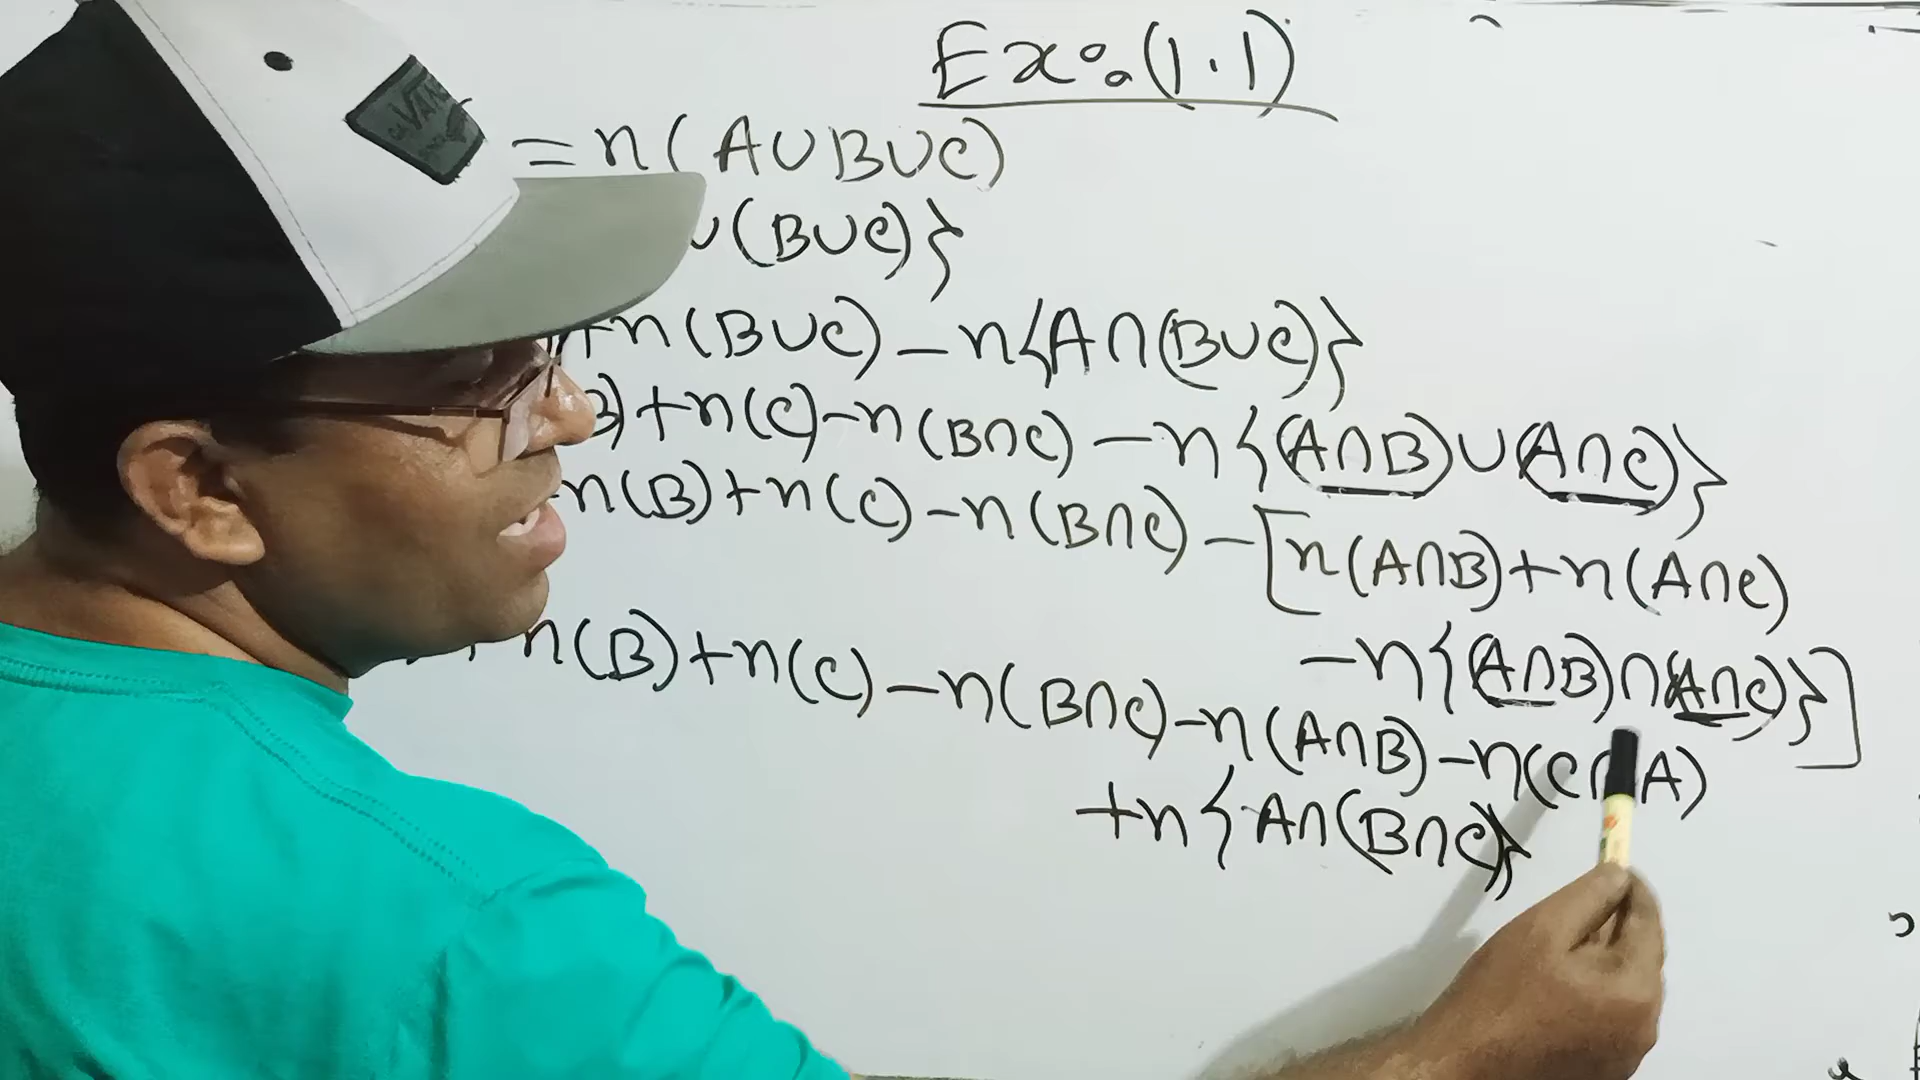 Ex:(1.1)
= n(A∪B∪C)
∪(B∪C)}
+n(B∪C)-n{A∩(B∪C)}
B)+n(C)-n(B∩C)-n{(A∩B)∪(A∩C)}
n(B)+n(C)-n(B∩C)-[n(A∩B)+n(A∩C)
-n{(A∩B)∩(A∩C)}]
n(B)+n(C)-n(B∩C)-n(A∩B)-n(C∩A)
+n{A∩(B∩C)}